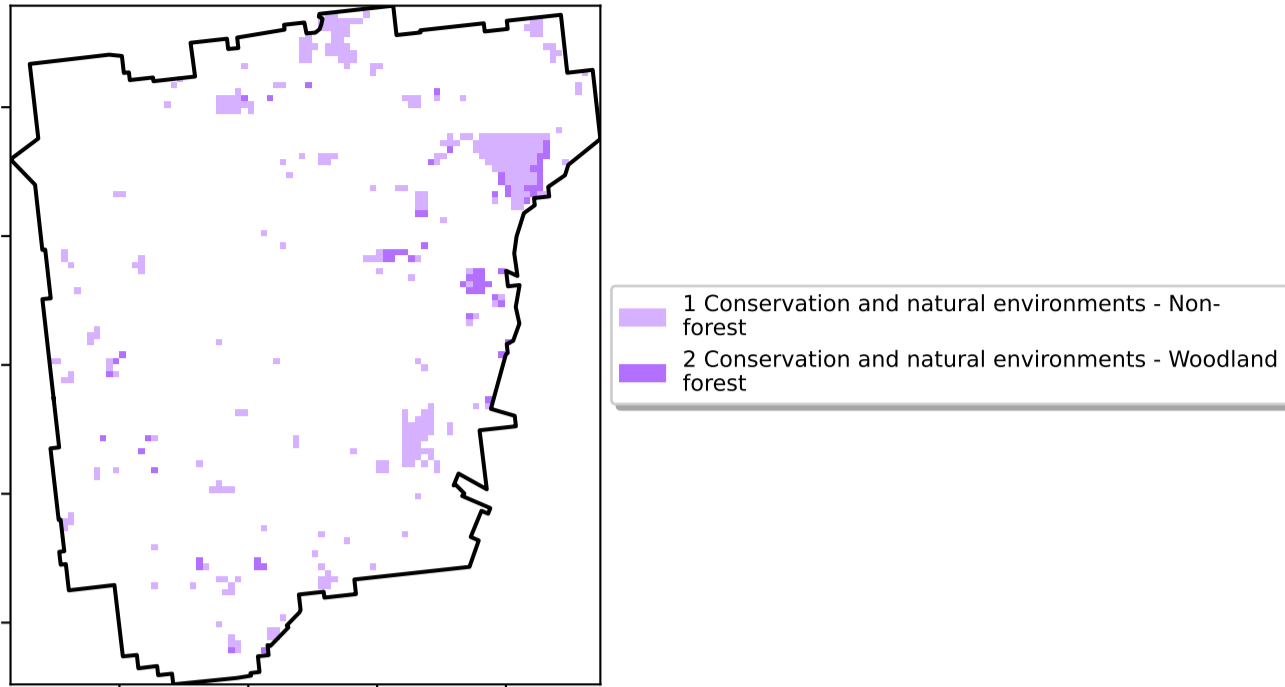 1 Conservation and natural environments - Non-
forest
2 Conservation and natural environments - Woodland
forest